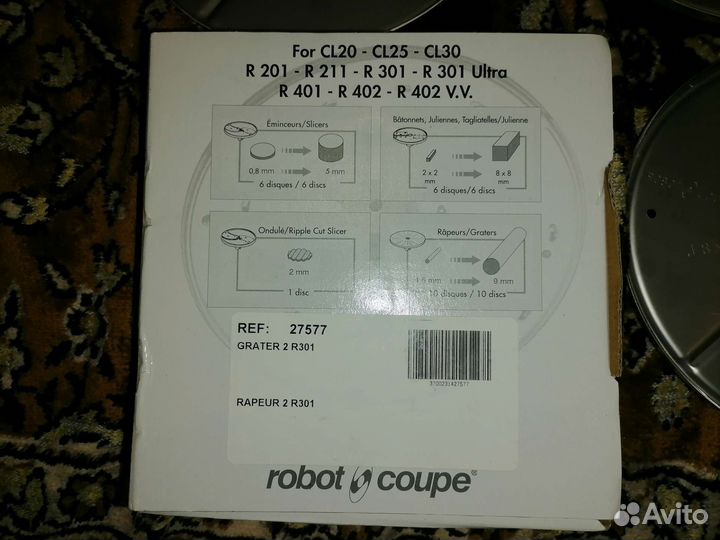 For CL20 - CL25 - CL30
R 201 - R 211 - R 301 - R 301 Ultra
R 401 - R 402 - R 402 V.V.
Éminceurs/Slicers
0,8 mm
5 mm
6 disques / 6 discs
Bâtonnets, Juliennes, Tagliatelles/Julienne
2 x 2
mm
8 x 8
mm
6 disques/6 discs
Ondulé/Ripple Cut Slicer
2 mm
1 disc
Râpeurs/Graters
9 mm
10 disques / 10 discs
REF: 27577
GRATER 2 R301
RAPEUR 2 R301
robot coupe®
Avito